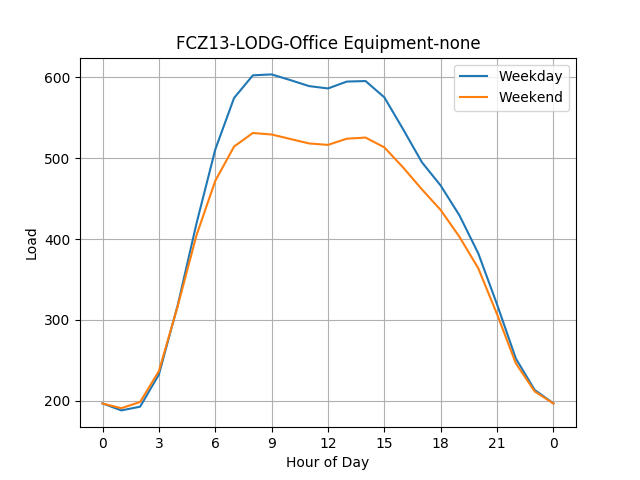 FCZ13-LODG-Office Equipment-none
Weekday
Weekend
600
500
400
300
200
Load
0 3 6 9 12 15 18 21 0
Hour of Day